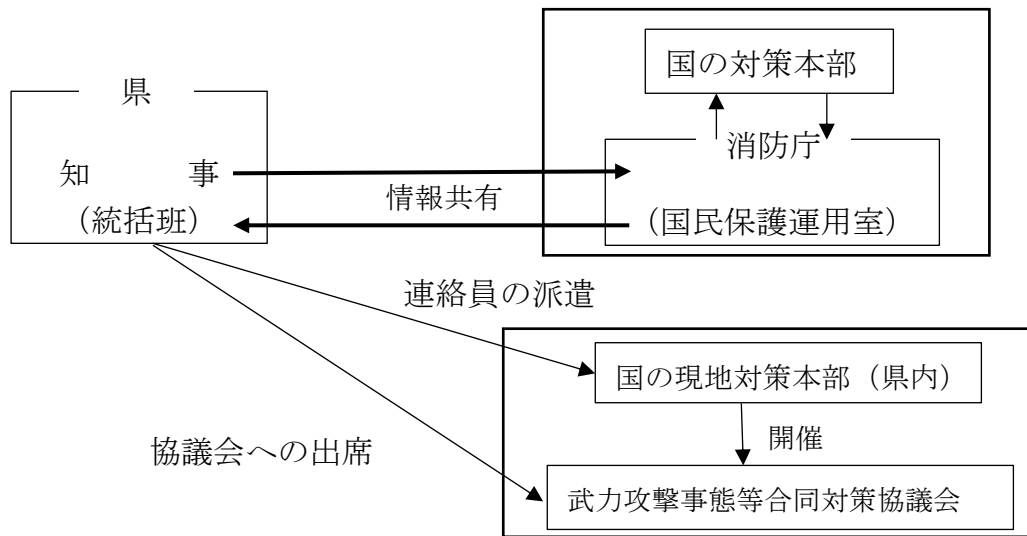 県
知　　事
（統括班）
情報共有
国の対策本部
消防庁
（国民保護運用室）
連絡員の派遣
国の現地対策本部（県内）
開催
協議会への出席
武力攻撃事態等合同対策協議会